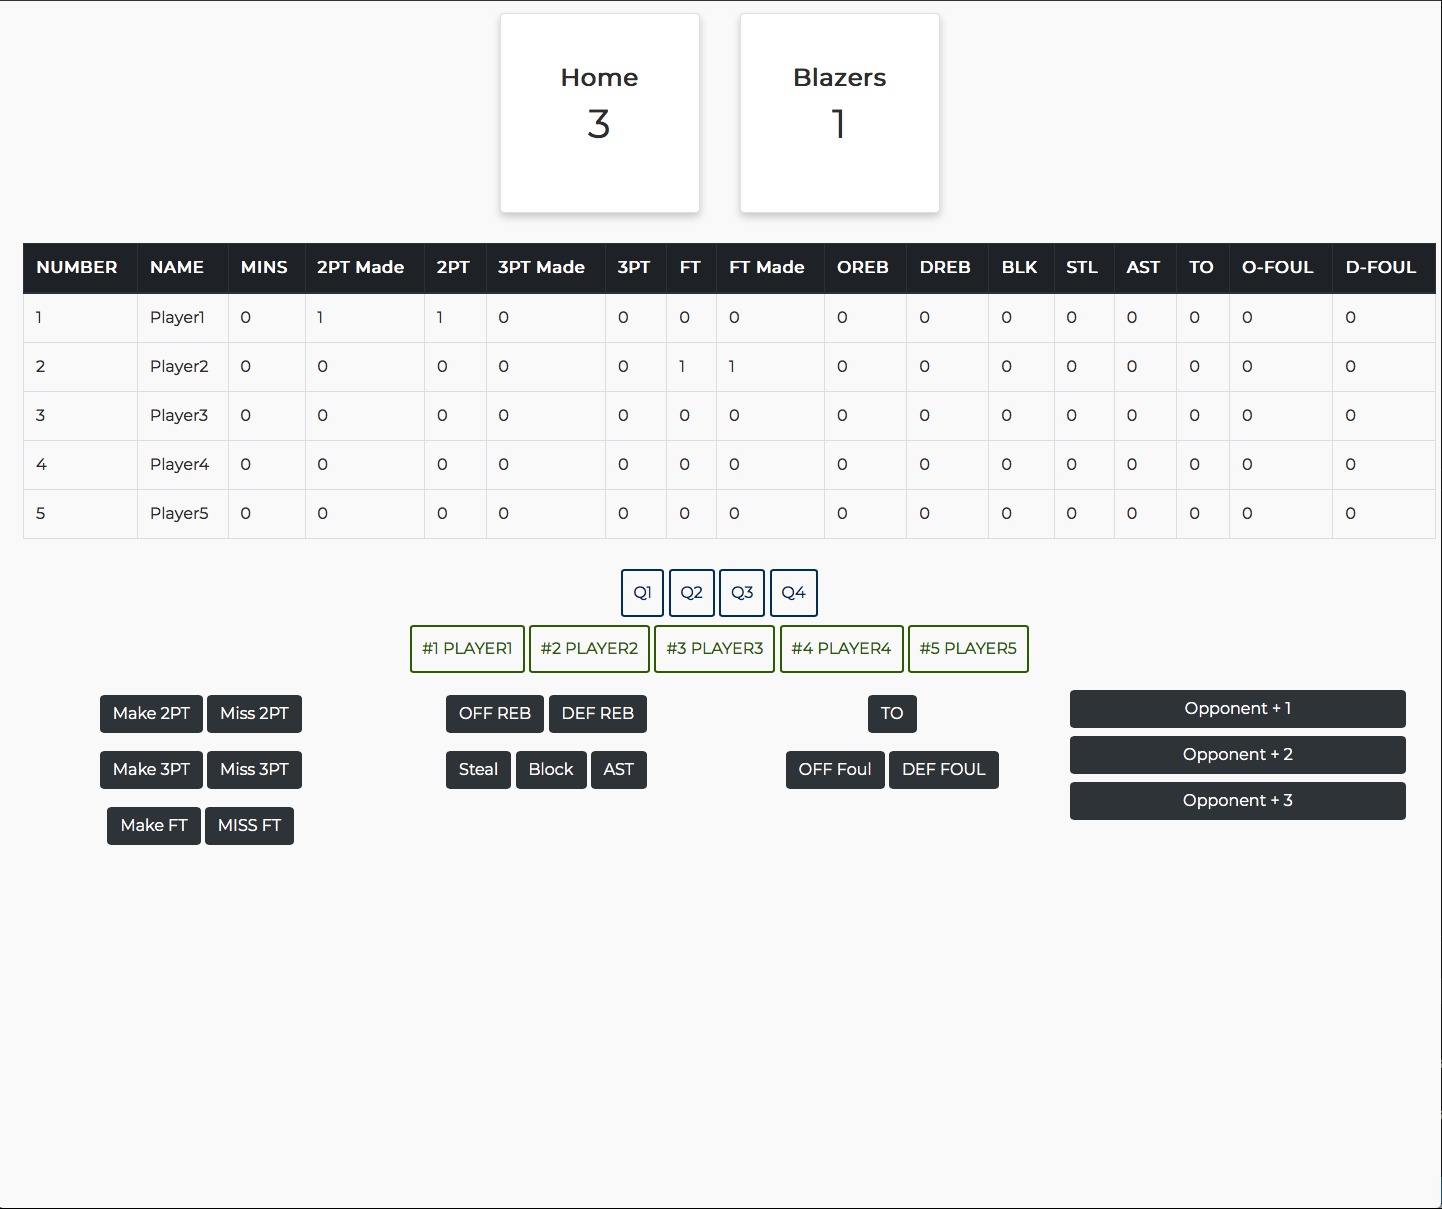 Home
3
Blazers
1
NUMBER NAME MINS 2PT Made 2PT 3PT Made 3PT FT FT Made OREB DREB BLK STL AST TO O-FOUL D-FOUL
1 Player1 0 1 1 0 0 0 0 0 0 0 0 0 0 0 0
2 Player2 0 0 0 0 0 1 1 0 0 0 0 0 0 0 0
3 Player3 0 0 0 0 0 0 0 0 0 0 0 0 0 0 0
4 Player4 0 0 0 0 0 0 0 0 0 0 0 0 0 0 0
5 Player5 0 0 0 0 0 0 0 0 0 0 0 0 0 0 0
Q1 Q2 Q3 Q4
#1 PLAYER1 #2 PLAYER2 #3 PLAYER3 #4 PLAYER4 #5 PLAYER5
Make 2PT Miss 2PT
Make 3PT Miss 3PT
Make FT MISS FT
OFF REB DEF REB
Steal Block AST
TO
OFF Foul DEF FOUL
Opponent + 1
Opponent + 2
Opponent + 3